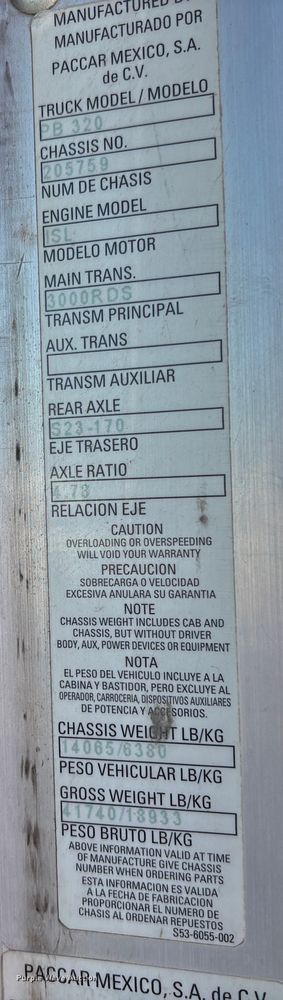 MANUFACTURED BY
MANUFACTURADO POR
PACCAR MEXICO, S.A.
de C.V.
TRUCK MODEL / MODELO
PB 320
CHASSIS NO.
205759
NUM DE CHASIS
ENGINE MODEL
ISL
MODELO MOTOR
MAIN TRANS.
3000RDS
TRANSM PRINCIPAL
AUX. TRANS
TRANSM AUXILIAR
REAR AXLE
S23-170
EJE TRASERO
AXLE RATIO
4.78
RELACION EJE
CAUTION
OVERLOADING OR OVERSPEEDING
WILL VOID YOUR WARRANTY
PRECAUCION
SOBRECARGA O VELOCIDAD
EXCESIVA ANULARA SU GARANTIA
NOTE
CHASSIS WEIGHT INCLUDES CAB AND
CHASSIS, BUT WITHOUT DRIVER
BODY, AUX, POWER DEVICES OR EQUIPMENT
NOTA
EL PESO DEL VEHICULO INCLUYE A LA
CABINA Y BASTIDOR, PERO EXCLUYE AL
OPERADOR, CARROCERIA, DISPOSITIVOS AUXILIARES
DE POTENCIA Y ACCESORIOS.
CHASSIS WEIGHT LB/KG
14065/6380
PESO VEHICULAR LB/KG
GROSS WEIGHT LB/KG
41740/18933
PESO BRUTO LB/KG
ABOVE INFORMATION VALID AT TIME
OF MANUFACTURE GIVE CHASSIS
NUMBER WHEN ORDERING PARTS
ESTA INFORMACION ES VALIDA
A LA FECHA DE FABRICACION
PROPORCIONAR EL NUMERO DE
CHASIS AL ORDENAR REPUESTOS
S53-6055-002
PACCAR MEXICO, S.A. de C.V.